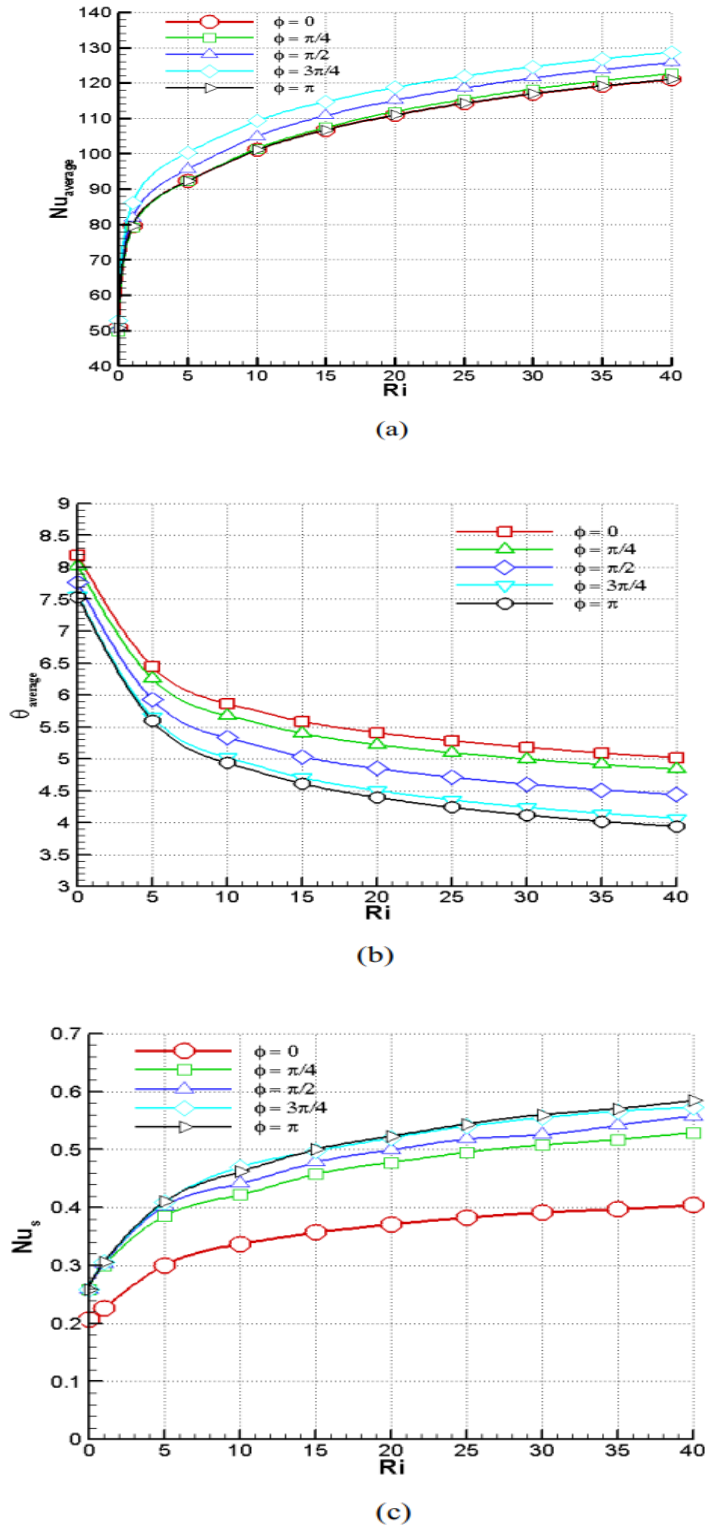 140
130
120
110
100
90
80
70
60
50
40
Nu average
ϕ = 0
ϕ = π/4
ϕ = π/2
ϕ = 3π/4
ϕ = π
0 5 10 15 20 25 30 35 40
Ri
(a)
9
8.5
8
7.5
7
6.5
6
5.5
5
4.5
4
3.5
3
θ average
ϕ = 0
ϕ = π/4
ϕ = π/2
ϕ = 3π/4
ϕ = π
0 5 10 15 20 25 30 35 40
Ri
(b)
0.7
0.6
0.5
0.4
0.3
0.2
0.1
0
Nu s
ϕ = 0
ϕ = π/4
ϕ = π/2
ϕ = 3π/4
ϕ = π
0 5 10 15 20 25 30 35 40
Ri
(c)